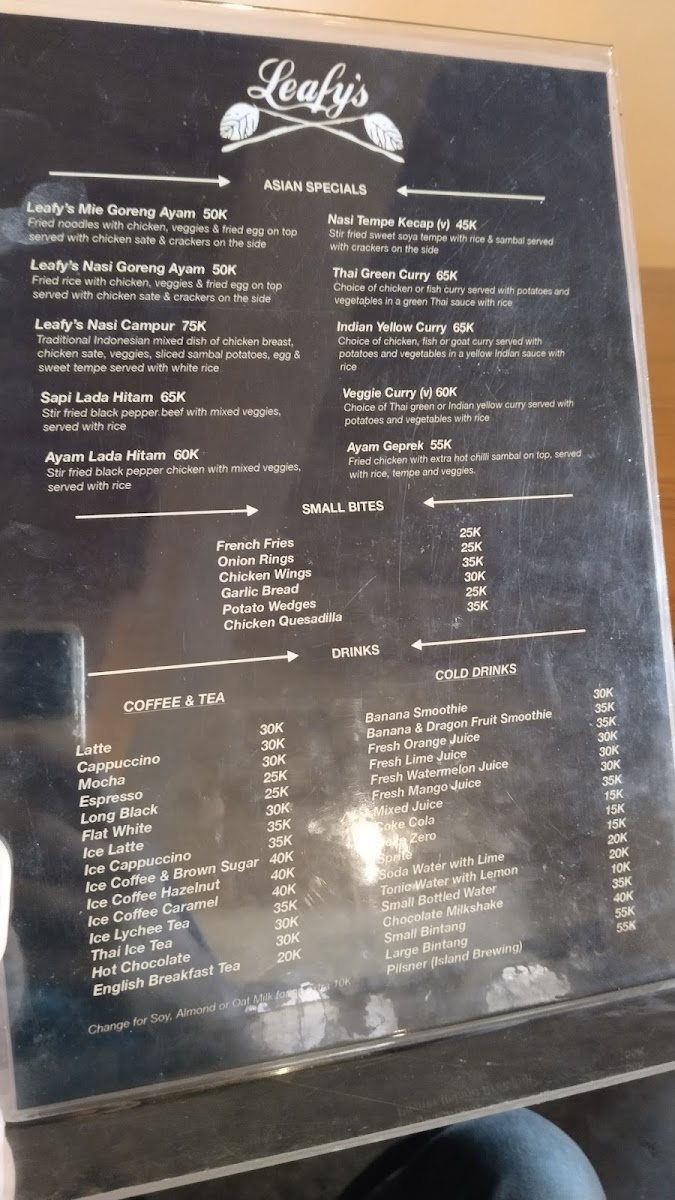 Leafy's
ASIAN SPECIALS
Leafy's Mie Goreng Ayam 50K
Fried noodles with chicken, veggies & fried egg on top
served with chicken sate & crackers on the side
Leafy's Nasi Goreng Ayam 50K
Fried rice with chicken, veggies & fried egg on top
served with chicken sate & crackers on the side
Leafy's Nasi Campur 75K
Traditional Indonesian mixed dish of chicken breast,
chicken sate, veggies, sliced sambal potatoes, egg &
sweet tempe served with white rice
Sapi Lada Hitam 65K
Stir fried black pepper beef with mixed veggies,
served with rice
Ayam Lada Hitam 60K
Stir fried black pepper chicken with mixed veggies,
served with rice
Nasi Tempe Kecap (v) 45K
Stir fried sweet soya tempe with rice & sambal served
with crackers on the side
Thai Green Curry 65K
Choice of chicken or fish curry served with potatoes and
vegetables in a green Thai sauce with rice
Indian Yellow Curry 65K
Choice of chicken, fish or goat curry served with
potatoes and vegetables in a yellow Indian sauce with
rice
Veggie Curry (v) 60K
Choice of Thai green or Indian yellow curry served with
potatoes and vegetables with rice
Ayam Geprek 55K
Fried chicken with extra hot chilli sambal on top, served
with rice, tempe and veggies.
SMALL BITES
French Fries 25K
Onion Rings 25K
Chicken Wings 35K
Garlic Bread 30K
Potato Wedges 25K
Chicken Quesadilla 35K
DRINKS
COFFEE & TEA
Latte 30K
Cappuccino 30K
Mocha 30K
Espresso 25K
Long Black 25K
Flat White 30K
Ice Latte 35K
Ice Cappuccino 35K
Ice Coffee & Brown Sugar 40K
Ice Coffee Hazelnut 40K
Ice Coffee Caramel 40K
Ice Lychee Tea 35K
Thai Ice Tea 30K
Hot Chocolate 30K
English Breakfast Tea 20K
Change for Soy, Almond or Oat Milk for 10K
COLD DRINKS
Banana Smoothie 30K
Banana & Dragon Fruit Smoothie 35K
Fresh Orange Juice 35K
Fresh Lime Juice 30K
Fresh Watermelon Juice 30K
Fresh Mango Juice 30K
Mixed Juice 35K
Coke Cola 15K
Zero 15K
Sprite 15K
Soda Water with Lime 20K
Tonic Water with Lemon 20K
Small Bottled Water 10K
Chocolate Milkshake 35K
Small Bintang 40K
Large Bintang 55K
Pilsner (Island Brewing) 55K